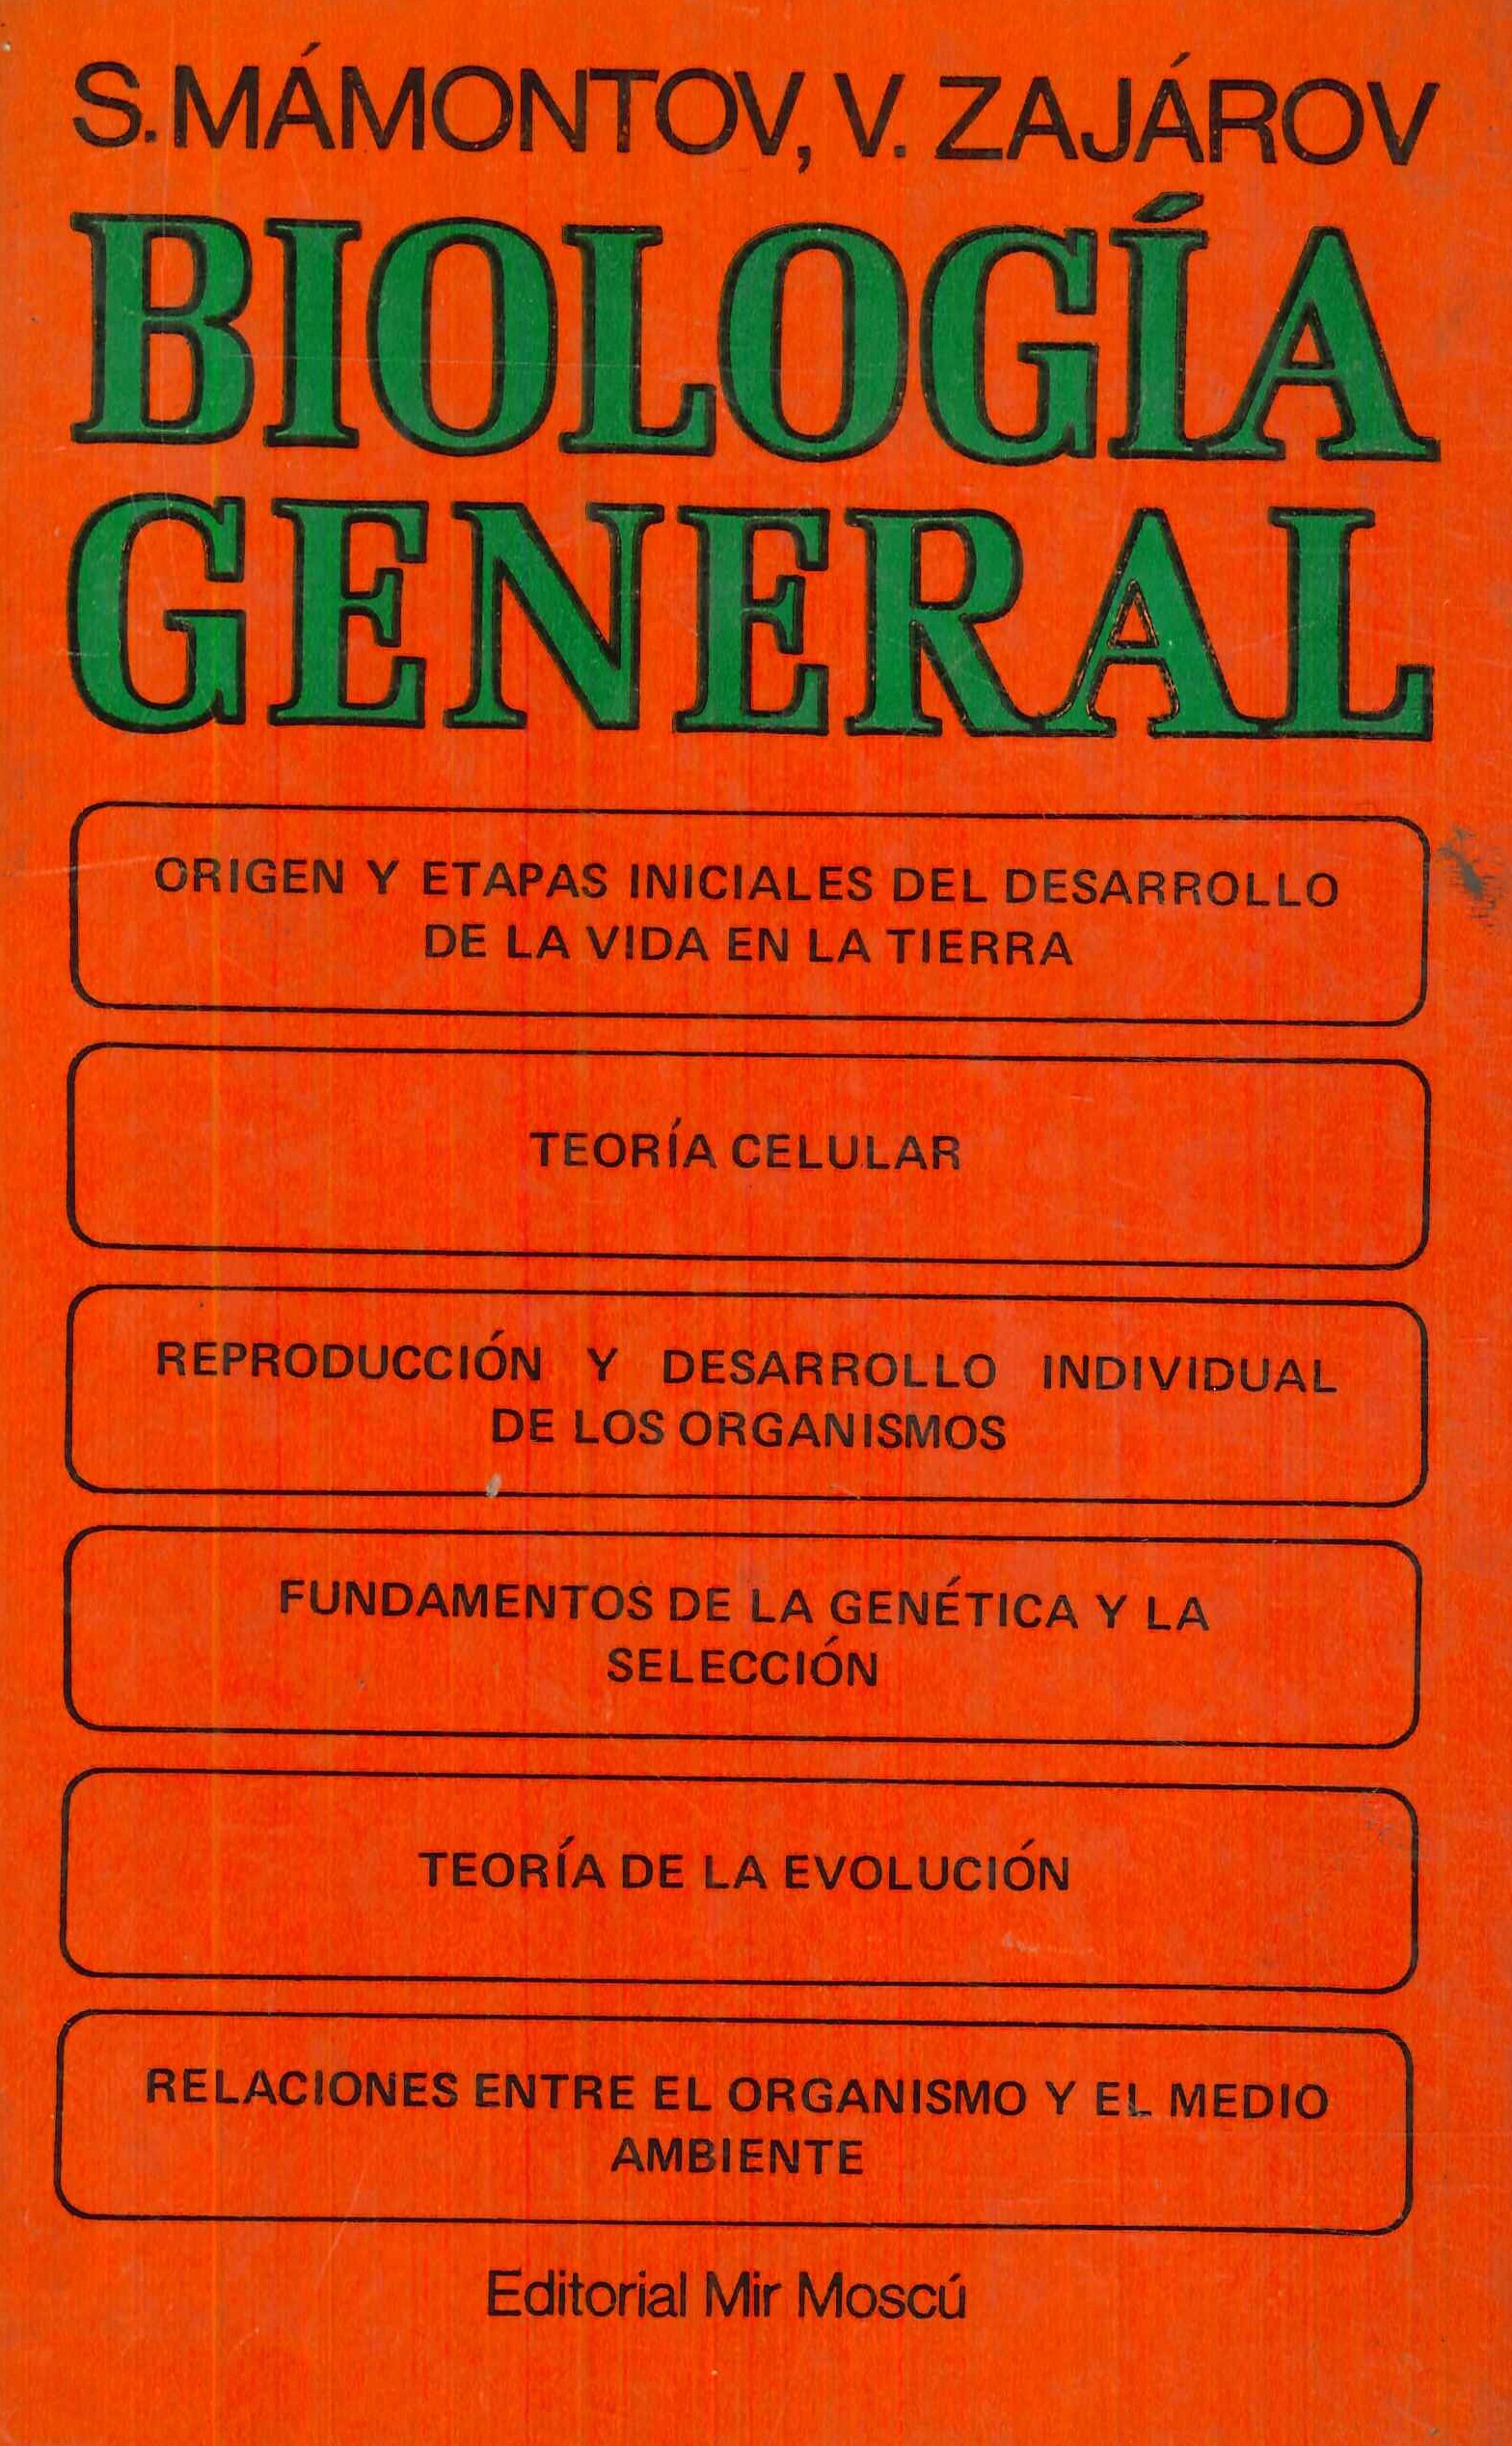 S. MÁMONTOV, V. ZAJÁROV
BIOLOGÍA
GENERAL
ORIGEN Y ETAPAS INICIALES DEL DESARROLLO
DE LA VIDA EN LA TIERRA
TEORÍA CELULAR
REPRODUCCIÓN Y DESARROLLO INDIVIDUAL
DE LOS ORGANISMOS
FUNDAMENTOS DE LA GENÉTICA Y LA
SELECCIÓN
TEORÍA DE LA EVOLUCIÓN
RELACIONES ENTRE EL ORGANISMO Y EL MEDIO
AMBIENTE
Editorial Mir Moscú